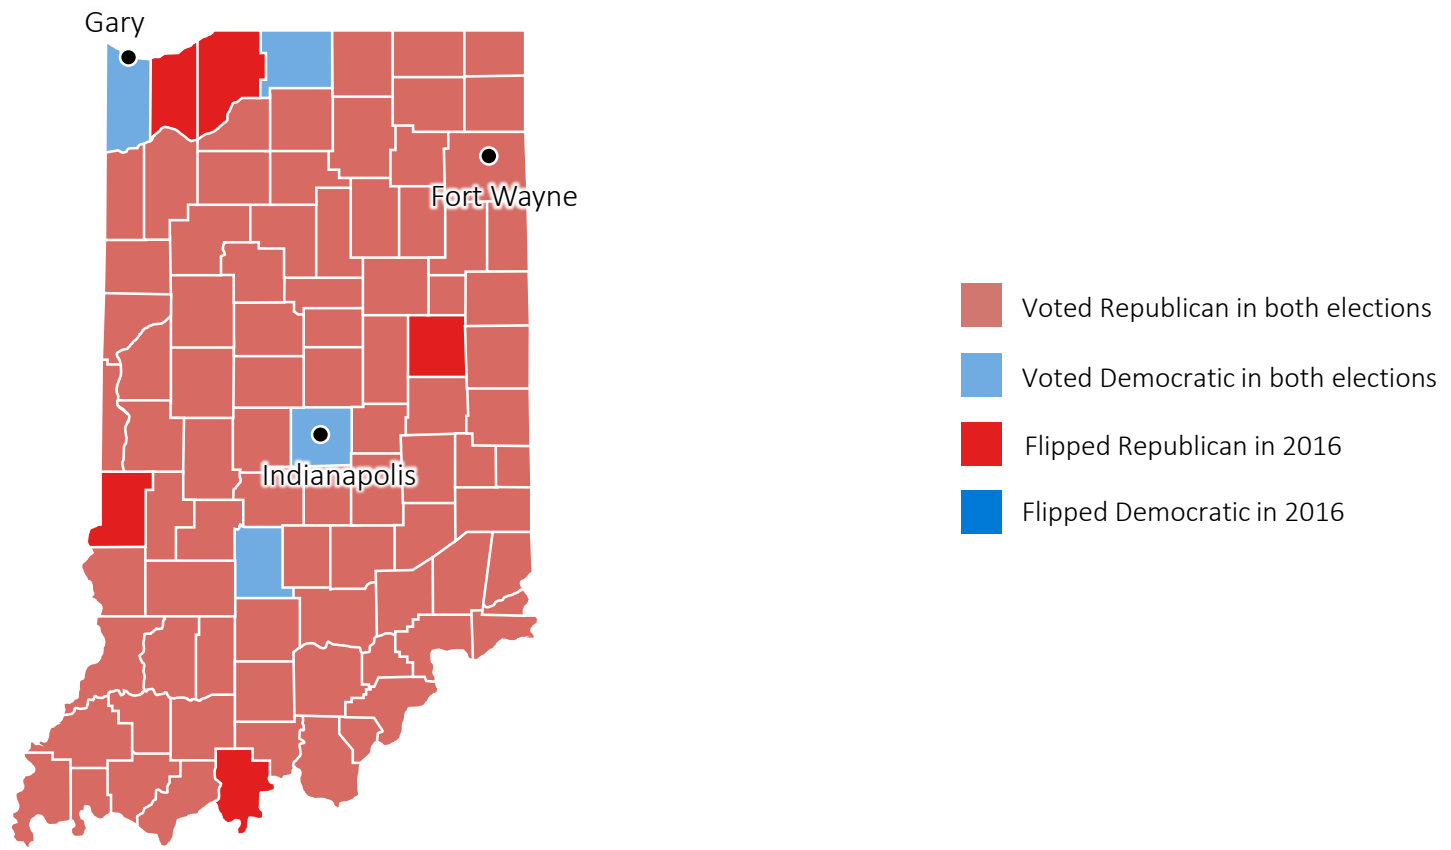 Gary
Fort Wayne
Indianapolis
Voted Republican in both elections
Voted Democratic in both elections
Flipped Republican in 2016
Flipped Democratic in 2016